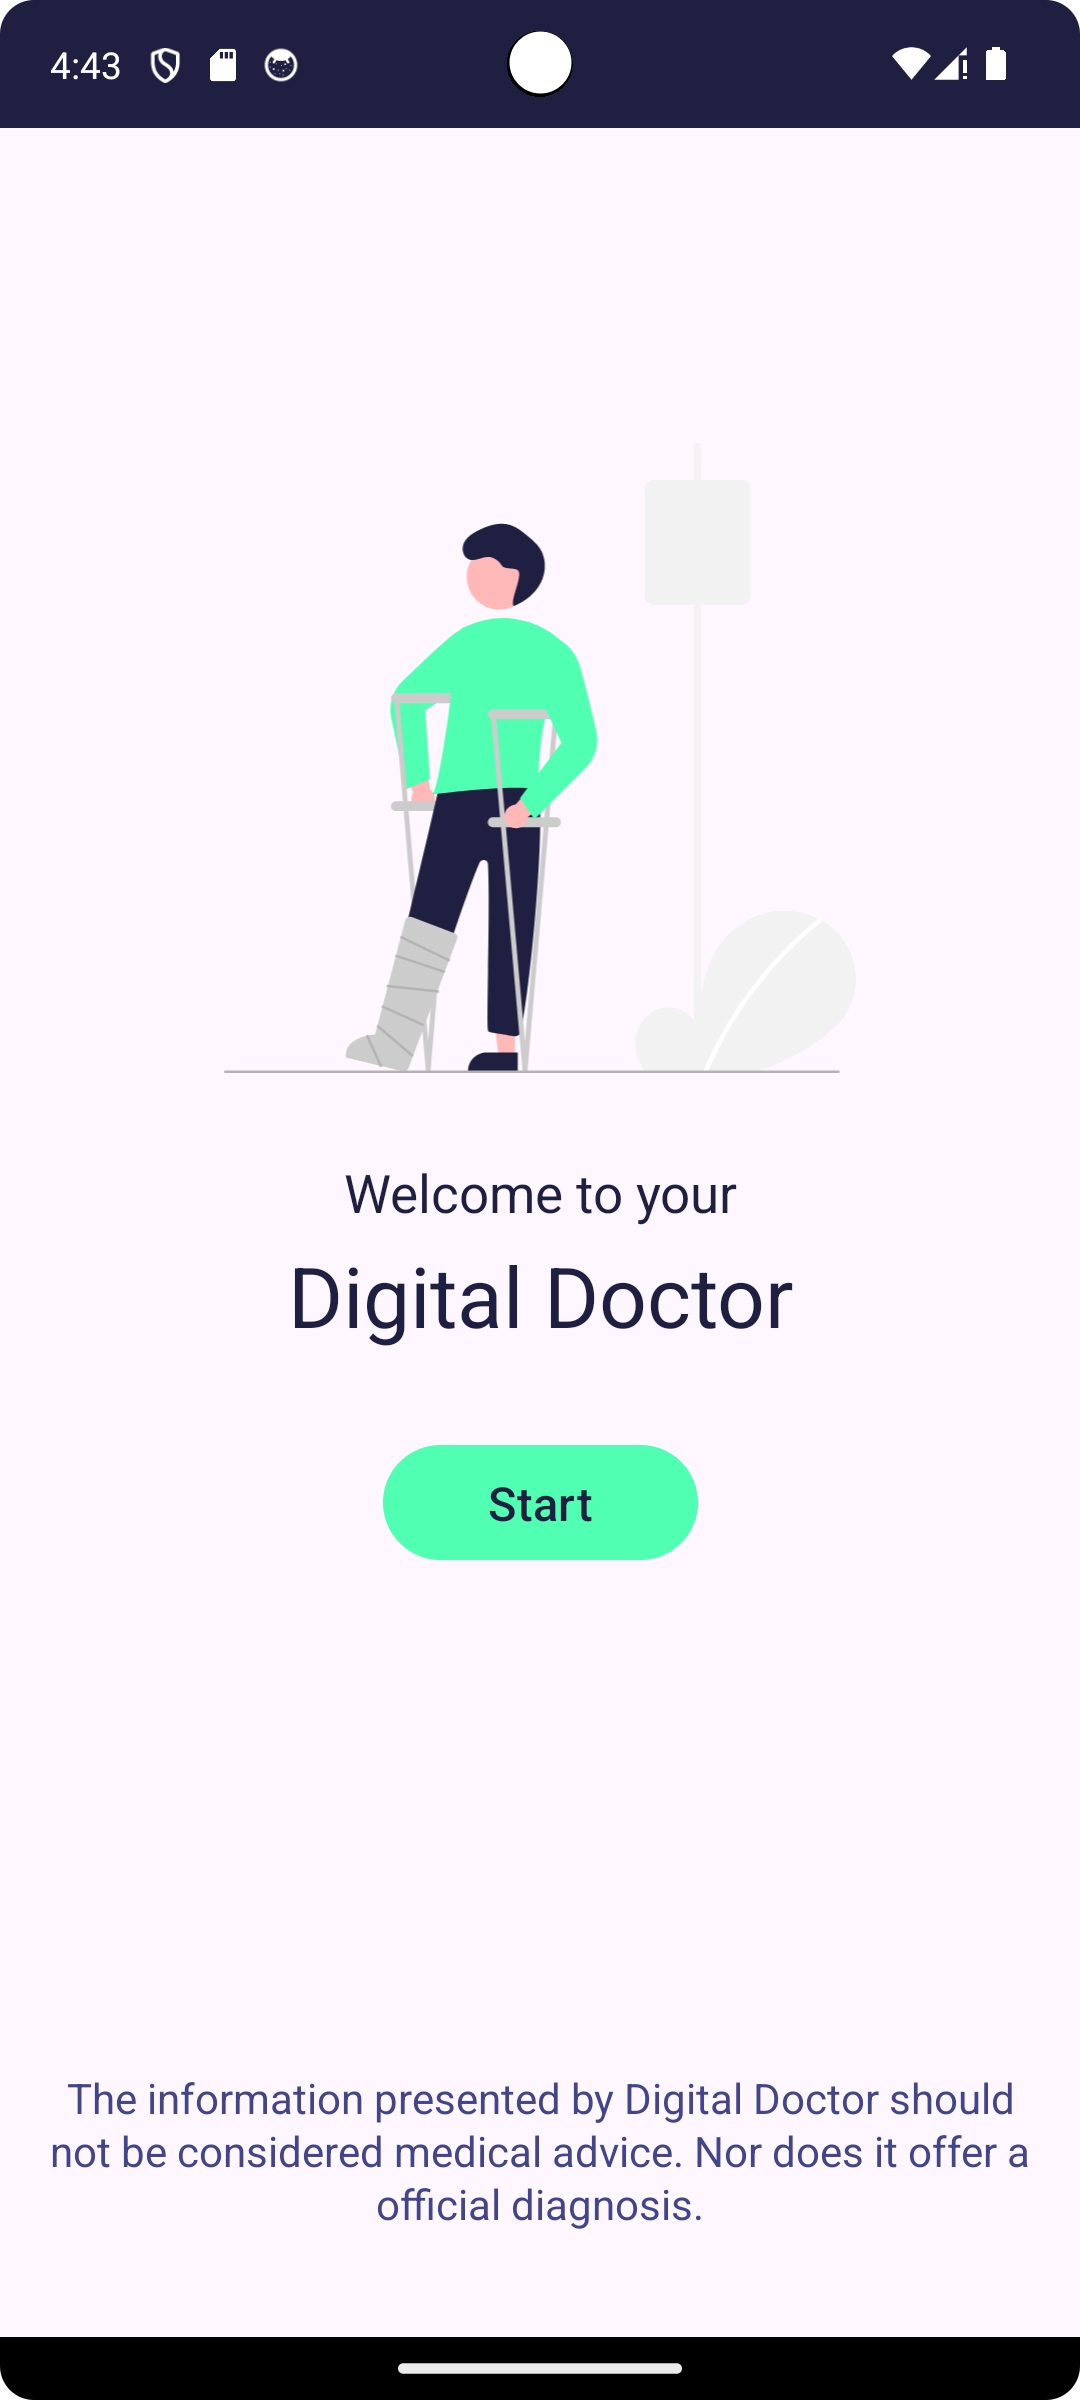 4:43
Welcome to your
Digital Doctor
Start
The information presented by Digital Doctor should
not be considered medical advice. Nor does it offer a
official diagnosis.